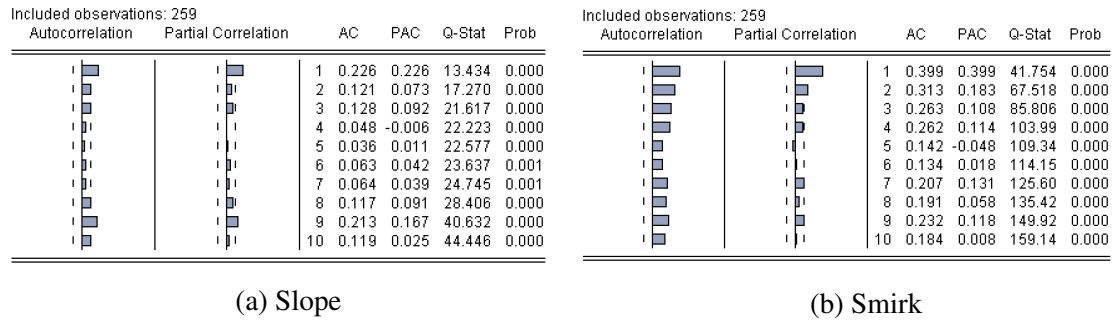 Included observations: 259
Autocorrelation Partial Correlation AC PAC Q-Stat Prob
1 0.226 0.226 13.434 0.000
2 0.121 0.073 17.270 0.000
3 0.128 0.092 21.617 0.000
4 0.048 -0.006 22.223 0.000
5 0.036 0.011 22.577 0.000
6 0.063 0.042 23.637 0.001
7 0.064 0.039 24.745 0.001
8 0.117 0.091 28.406 0.000
9 0.213 0.167 40.632 0.000
10 0.119 0.025 44.446 0.000
(a) Slope
Included observations: 259
Autocorrelation Partial Correlation AC PAC Q-Stat Prob
1 0.399 0.399 41.754 0.000
2 0.313 0.183 67.518 0.000
3 0.263 0.108 85.806 0.000
4 0.262 0.114 103.99 0.000
5 0.142 -0.048 109.34 0.000
6 0.134 0.018 114.15 0.000
7 0.207 0.131 125.60 0.000
8 0.191 0.058 135.42 0.000
9 0.232 0.118 149.92 0.000
10 0.184 0.008 159.14 0.000
(b) Smirk